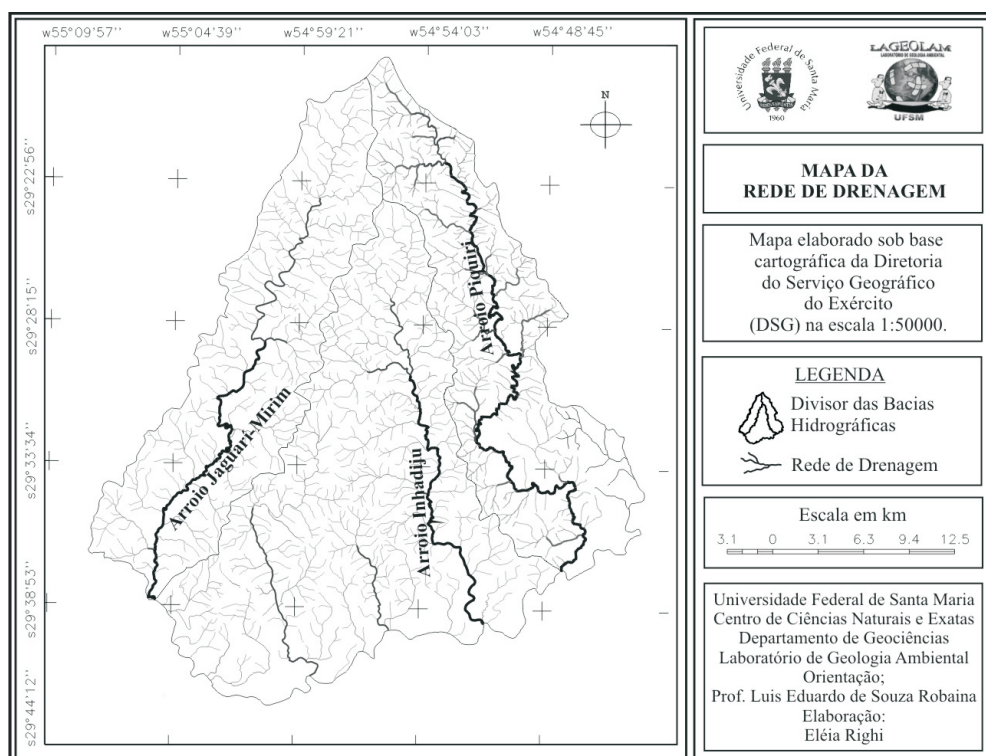 w55°09'57'' w55°04'39'' w54°59'21'' w54°54'03'' w54°48'45''
s29°22'56''
s29°28'15''
s29°33'34''
s29°38'53''
s29°44'12''
N
Arroio Piquiri
Arroio Jaguari-Mirim
Arroio Inhadiju
Universidade Federal de Santa Maria
1960
LAGEOLAM
LABORATÓRIO DE GEOLOGIA AMBIENTAL
UFSM
MAPA DA
REDE DE DRENAGEM
Mapa elaborado sob base
cartográfica da Diretoria
do Serviço Geográfico
do Exército
(DSG) na escala 1:50000.
LEGENDA
Divisor das Bacias
Hidrográficas
Rede de Drenagem
Escala em km
3.1 0 3.1 6.3 9.4 12.5
Universidade Federal de Santa Maria
Centro de Ciências Naturais e Exatas
Departamento de Geociências
Laboratório de Geologia Ambiental
Orientação;
Prof. Luis Eduardo de Souza Robaina
Elaboração:
Eléia Righi